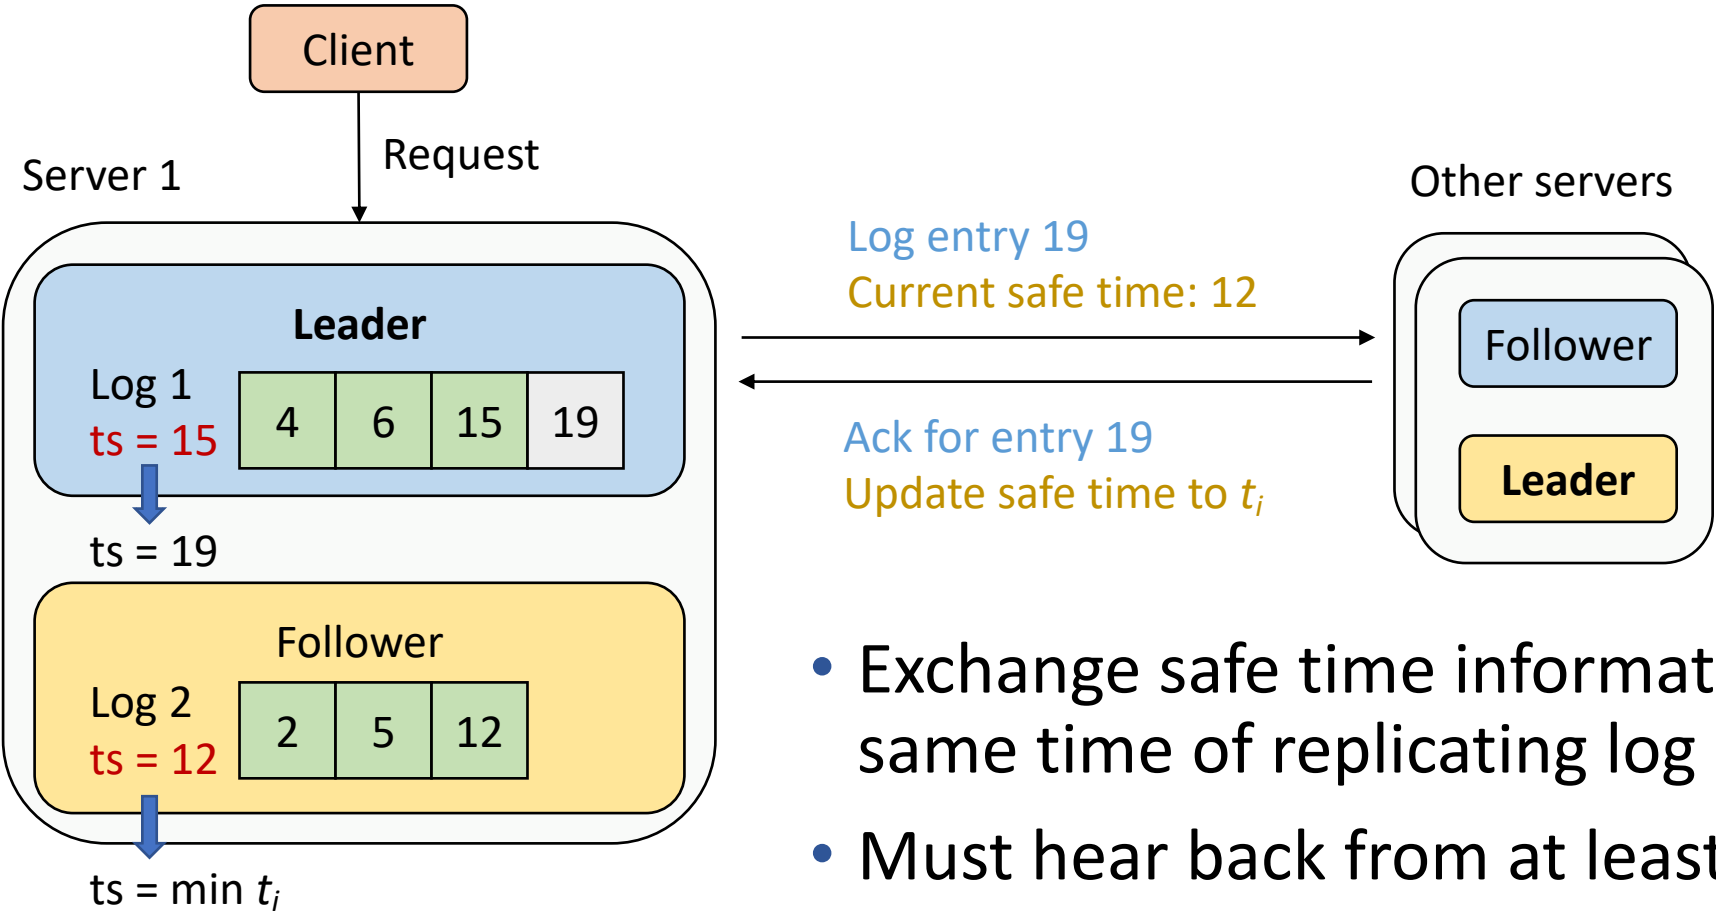 Client
Request
Server 1
Leader
Log 1
ts = 15
4 6 15 19
ts = 19
Follower
Log 2
ts = 12
2 5 12
ts = min tᵢ
Log entry 19
Current safe time: 12
Ack for entry 19
Update safe time to tᵢ
Other servers
Follower
Leader
• Exchange safe time informat
same time of replicating log
• Must hear back from at least